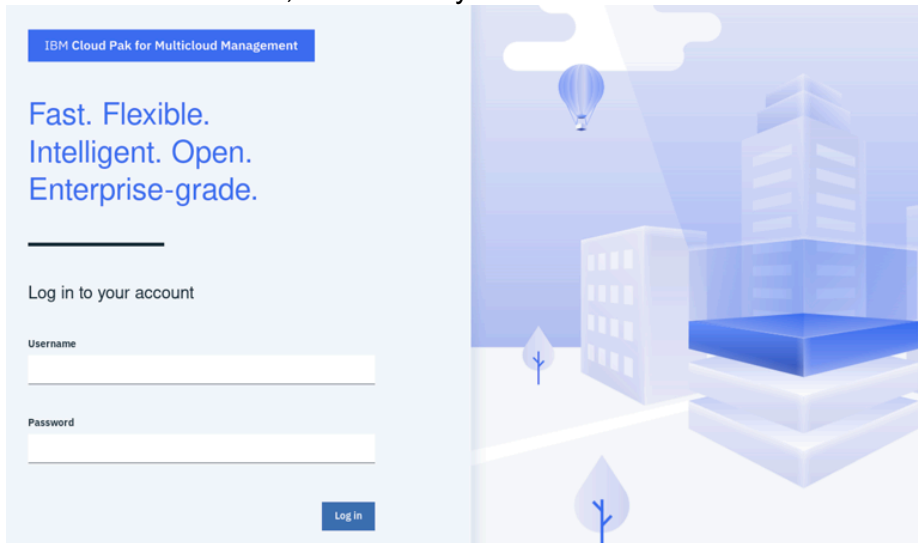 IBM Cloud Pak for Multicloud Management
Fast. Flexible.
Intelligent. Open.
Enterprise-grade.
Log in to your account
Username
Password
Log in